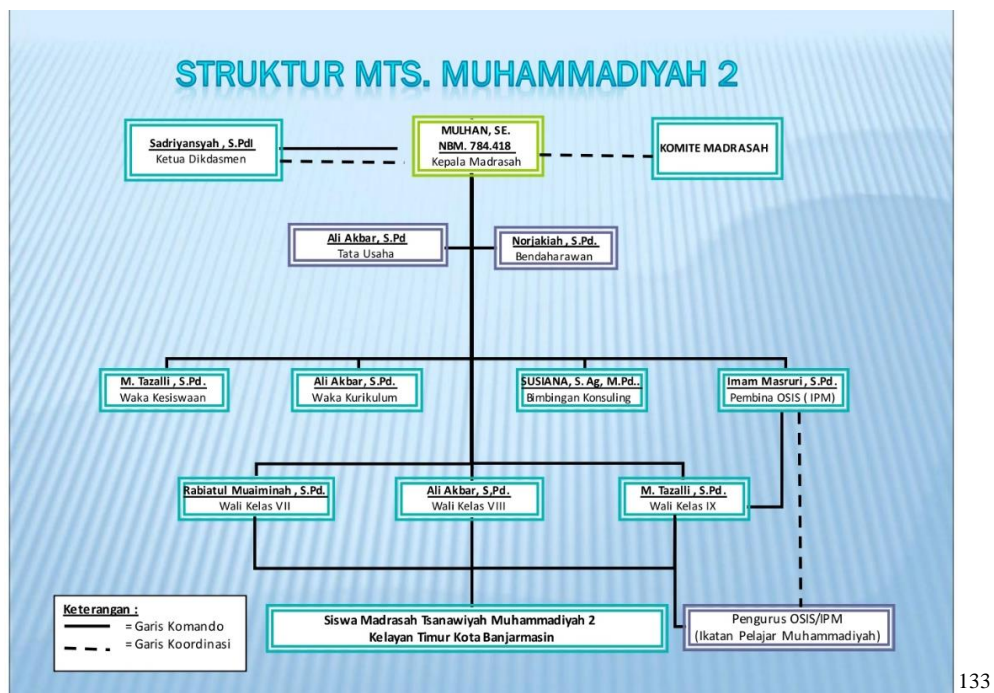 STRUKTUR MTS. MUHAMMADIYAH 2
Sadriyansyah , S.PdI
Ketua Dikdasmen
MULHAN, SE.
NBM. 784.418
Kepala Madrasah
KOMITE MADRASAH
Ali Akbar, S.Pd
Tata Usaha
Norjakiah , S.Pd.
Bendaharawan
M. Tazalli , S.Pd.
Waka Kesiswaan
Ali Akbar, S.Pd.
Waka Kurikulum
SUSIANA, S. Ag, M.Pd..
Bimbingan Konsuling
Imam Masruri, S.Pd.
Pembina OSIS ( IPM)
Rabiatul Muaiminah , S.Pd.
Wali Kelas VII
Ali Akbar, S,Pd.
Wali Kelas VIII
M. Tazalli , S.Pd.
Wali Kelas IX
Keterangan :
= Garis Komando
= Garis Koordinasi
Siswa Madrasah Tsanawiyah Muhammadiyah 2
Kelayan Timur Kota Banjarmasin
Pengurus OSIS/IPM
(Ikatan Pelajar Muhammadiyah)
133